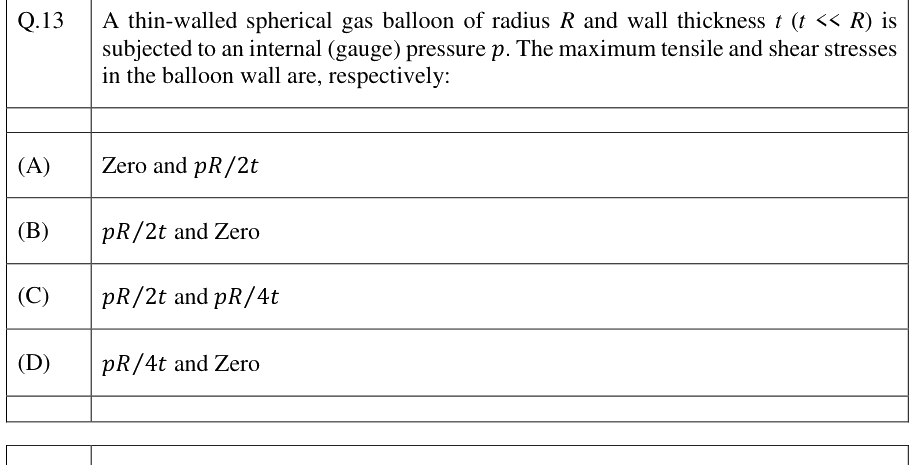 Q.13 A thin-walled spherical gas balloon of radius R and wall thickness t (t << R) is
subjected to an internal (gauge) pressure p. The maximum tensile and shear stresses
in the balloon wall are, respectively:
(A) Zero and pR/2t
(B) pR/2t and Zero
(C) pR/2t and pR/4t
(D) pR/4t and Zero